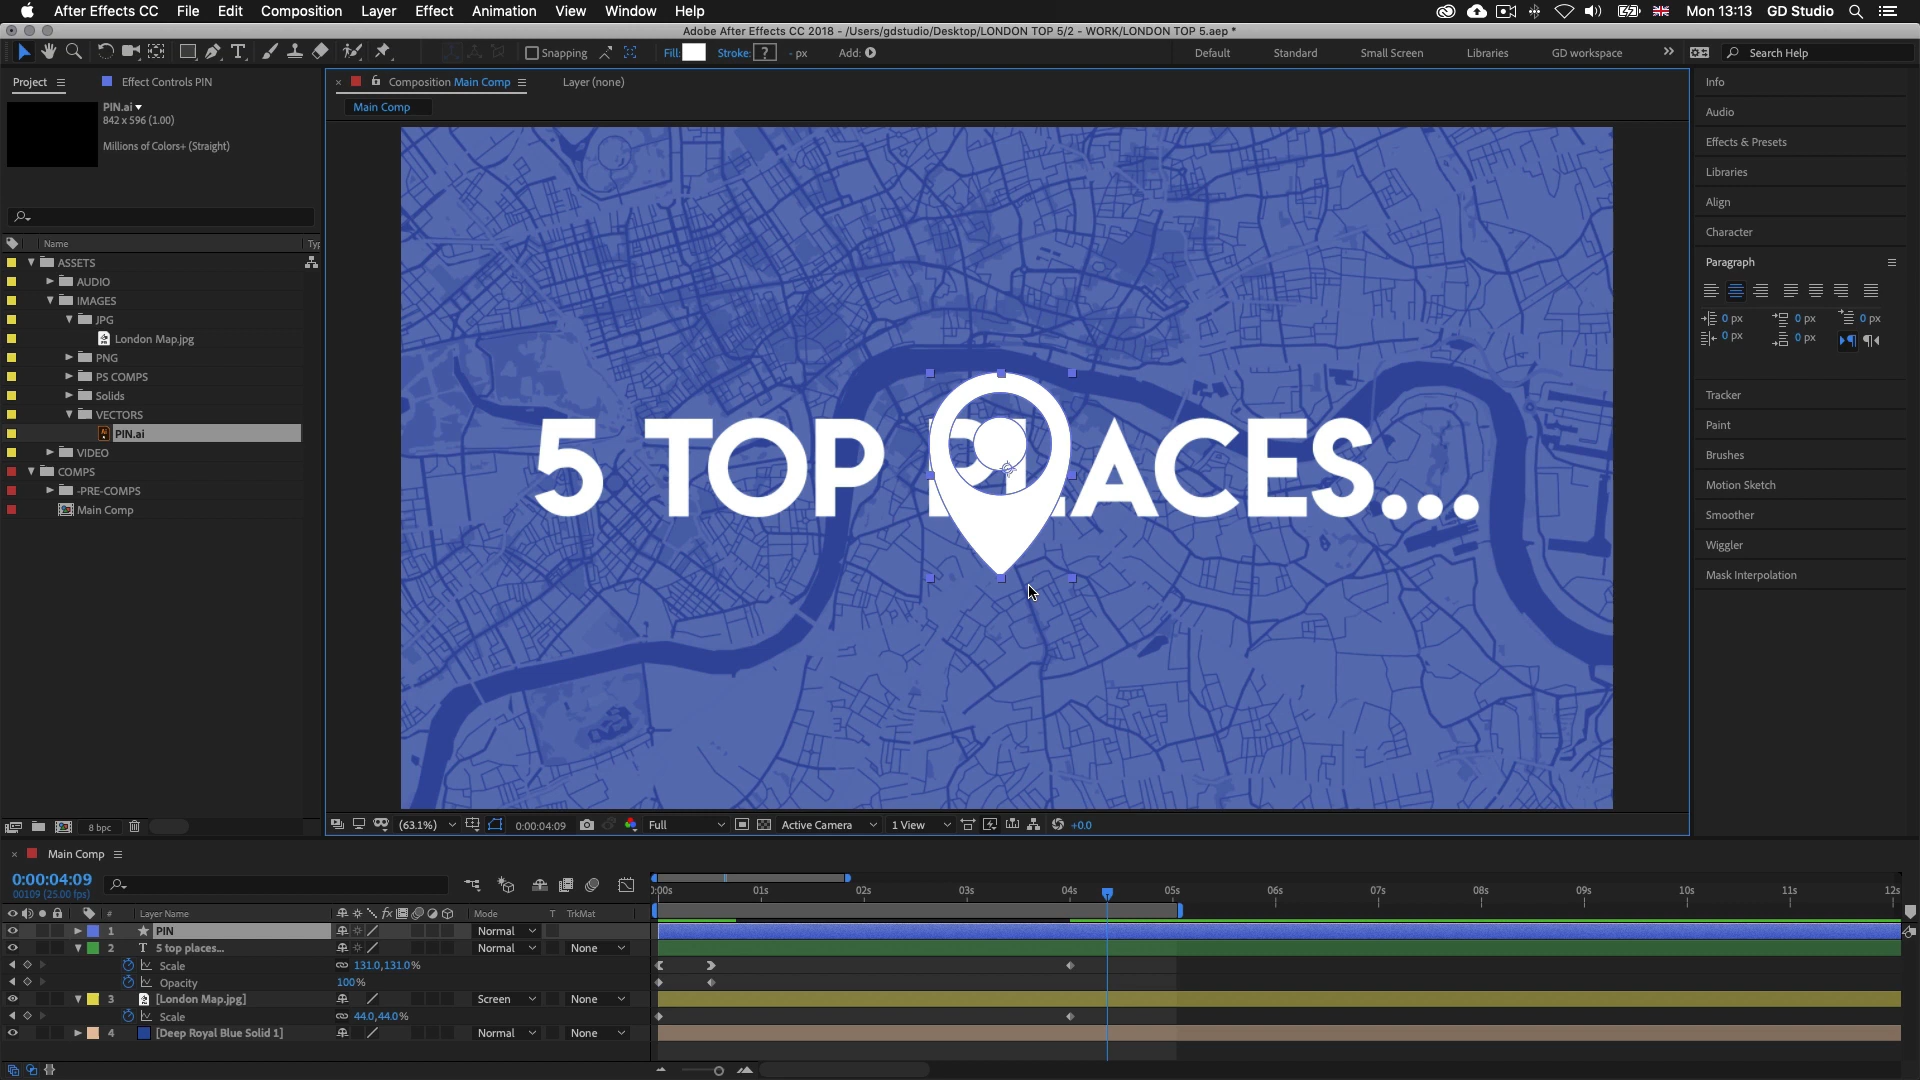 After Effects CC File Edit Composition Layer Effect Animation View Window Help Mon 13:13 GD Studio
Adobe After Effects CC 2018 - /Users/gdstudio/Desktop/LONDON TOP 5/2 - WORK/LONDON TOP 5.aep *
Snapping Fill: Stroke: ? - px Add: Default Standard Small Screen Libraries GD workspace Search Help
Project Effect Controls PIN
Composition Main Comp Layer (none)
Main Comp
PIN.ai
842 x 596 (1.00)
Millions of Colors+ (Straight)
Name Typ
ASSETS
AUDIO
IMAGES
JPG
London Map.jpg
PNG
PS COMPS
Solids
VECTORS
PIN.ai
VIDEO
COMPS
-PRE-COMPS
Main Comp
8 bpc
5 TOP PLACES...
(63.1%) 0:00:04:09 Full Active Camera 1 View +0.0
Info
Audio
Effects & Presets
Libraries
Align
Character
Paragraph
0 px 0 px 0 px
0 px 0 px
Tracker
Paint
Brushes
Motion Sketch
Smoother
Wiggler
Mask Interpolation
Main Comp
0:00:04:09
00109 (25.00 fps)
0:00s 01s 02s 03s 04s 05s 06s 07s 08s 09s 10s 11s 12s
# Layer Name Mode T TrkMat
1 PIN Normal
2 T 5 top places... Normal None
Scale 131.0,131.0%
Opacity 100%
3 [London Map.jpg] Screen None
Scale 44.0,44.0%
4 [Deep Royal Blue Solid 1] Normal None